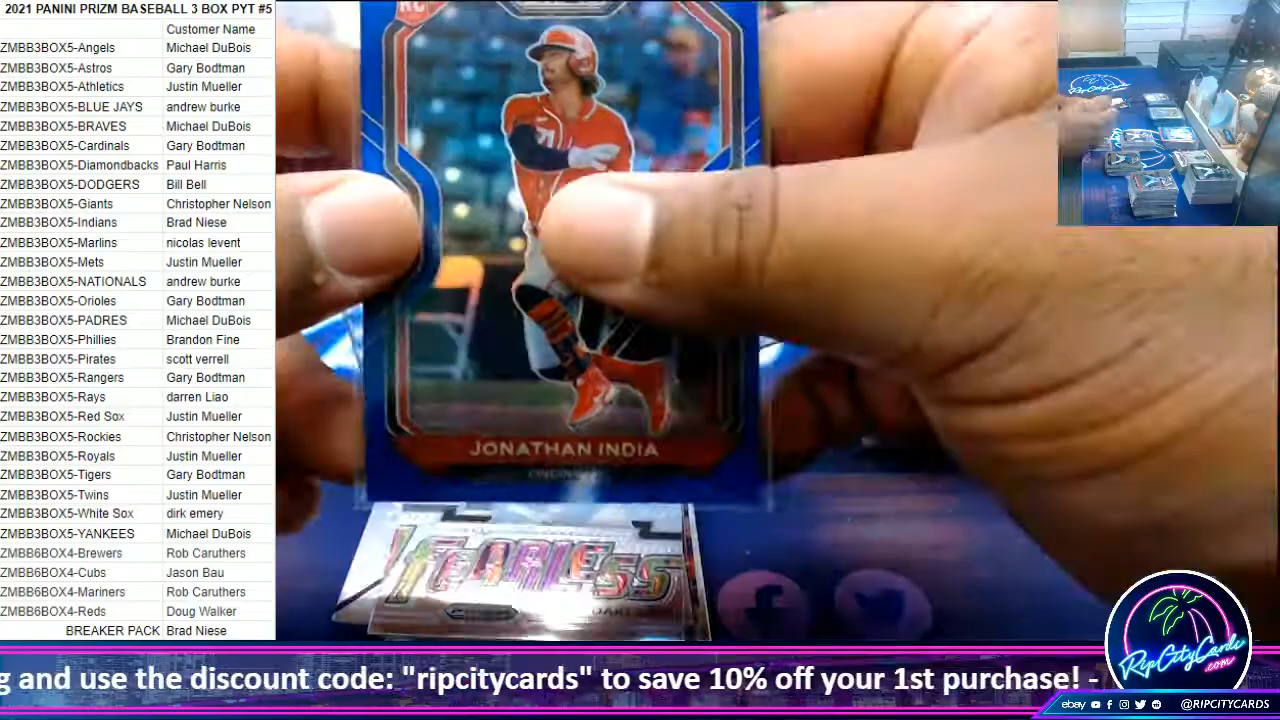 2021 PANINI PRIZM BASEBALL 3 BOX PYT #5
Customer Name
ZMBB3BOX5-Angels Michael DuBois
ZMBB3BOX5-Astros Gary Bodtman
ZMBB3BOX5-Athletics Justin Mueller
ZMBB3BOX5-BLUE JAYS andrew burke
ZMBB3BOX5-BRAVES Michael DuBois
ZMBB3BOX5-Cardinals Gary Bodtman
ZMBB3BOX5-Diamondbacks Paul Harris
ZMBB3BOX5-DODGERS Bill Bell
ZMBB3BOX5-Giants Christopher Nelson
ZMBB3BOX5-Indians Brad Niese
ZMBB3BOX5-Marlins nicolas levent
ZMBB3BOX5-Mets Justin Mueller
ZMBB3BOX5-NATIONALS andrew burke
ZMBB3BOX5-Orioles Gary Bodtman
ZMBB3BOX5-PADRES Michael DuBois
ZMBB3BOX5-Phillies Brandon Fine
ZMBB3BOX5-Pirates scott verrell
ZMBB3BOX5-Rangers Gary Bodtman
ZMBB3BOX5-Rays darren Liao
ZMBB3BOX5-Red Sox Justin Mueller
ZMBB3BOX5-Rockies Christopher Nelson
ZMBB3BOX5-Royals Justin Mueller
ZMBB3BOX5-Tigers Gary Bodtman
ZMBB3BOX5-Twins Justin Mueller
ZMBB3BOX5-White Sox dirk emery
ZMBB3BOX5-YANKEES Michael DuBois
ZMBB6BOX4-Brewers Rob Caruthers
ZMBB6BOX4-Cubs Jason Bau
ZMBB6BOX4-Mariners Rob Caruthers
ZMBB6BOX4-Reds Doug Walker
BREAKER PACK Brad Niese
RC
JONATHAN INDIA
FEARLESS
RipCityCards
RipCityCards
.com
g and use the discount code: "ripcitycards" to save 10% off your 1st purchase! -
ebay @RIPCITYCARDS